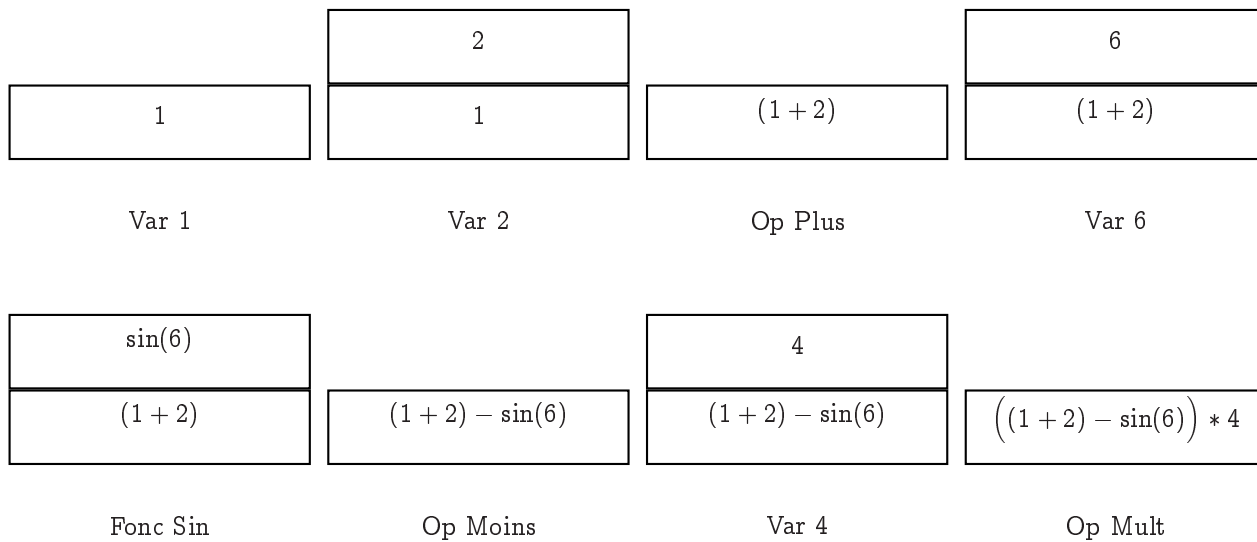 2 6
1 1 (1 + 2) (1 + 2)
Var 1 Var 2 Op Plus Var 6
sin(6) 4
(1 + 2) (1 + 2) − sin(6) (1 + 2) − sin(6) ((1 + 2) − sin(6)) ∗ 4
Fonc Sin Op Moins Var 4 Op Mult